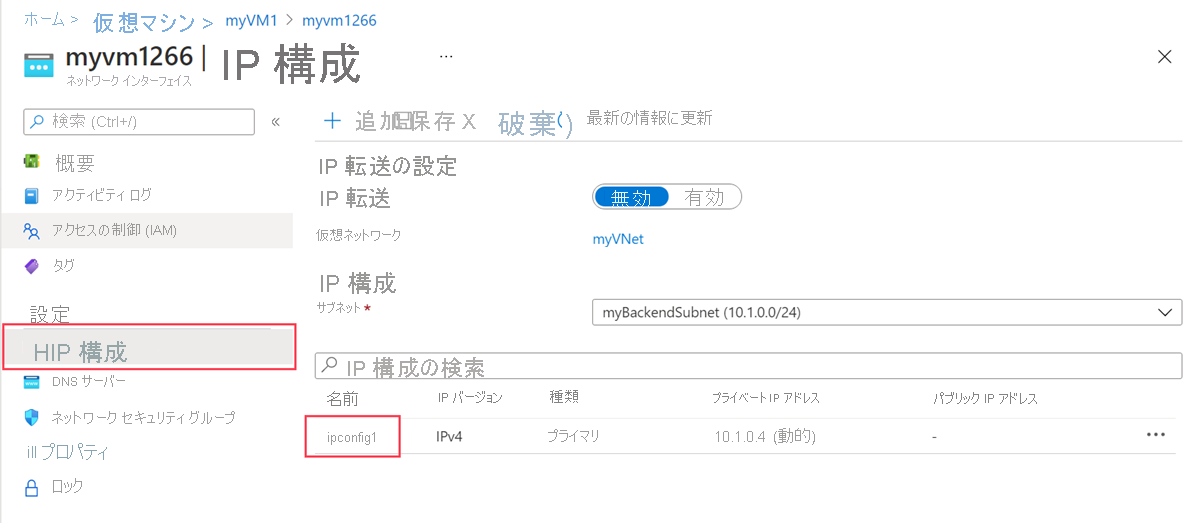 ホーム > 仮想マシン > myVM1 > myvm1266
myvm1266 | IP 構成 ...
ネットワーク インターフェイス
検索 (Ctrl+/) «
概要
アクティビティ ログ
アクセスの制御 (IAM)
タグ
設定
HIP 構成
DNS サーバー
ネットワーク セキュリティ グループ
ill プロパティ
ロック
+ 追加 保存 X 破棄 最新の情報に更新
IP 転送の設定
IP 転送 無効 有効
仮想ネットワーク myVNet
IP 構成
サブネット * myBackendSubnet (10.1.0.0/24)
IP 構成の検索
名前 IP バージョン 種類 プライベート IP アドレス パブリック IP アドレス
ipconfig1 IPv4 プライマリ 10.1.0.4 (動的) - ...